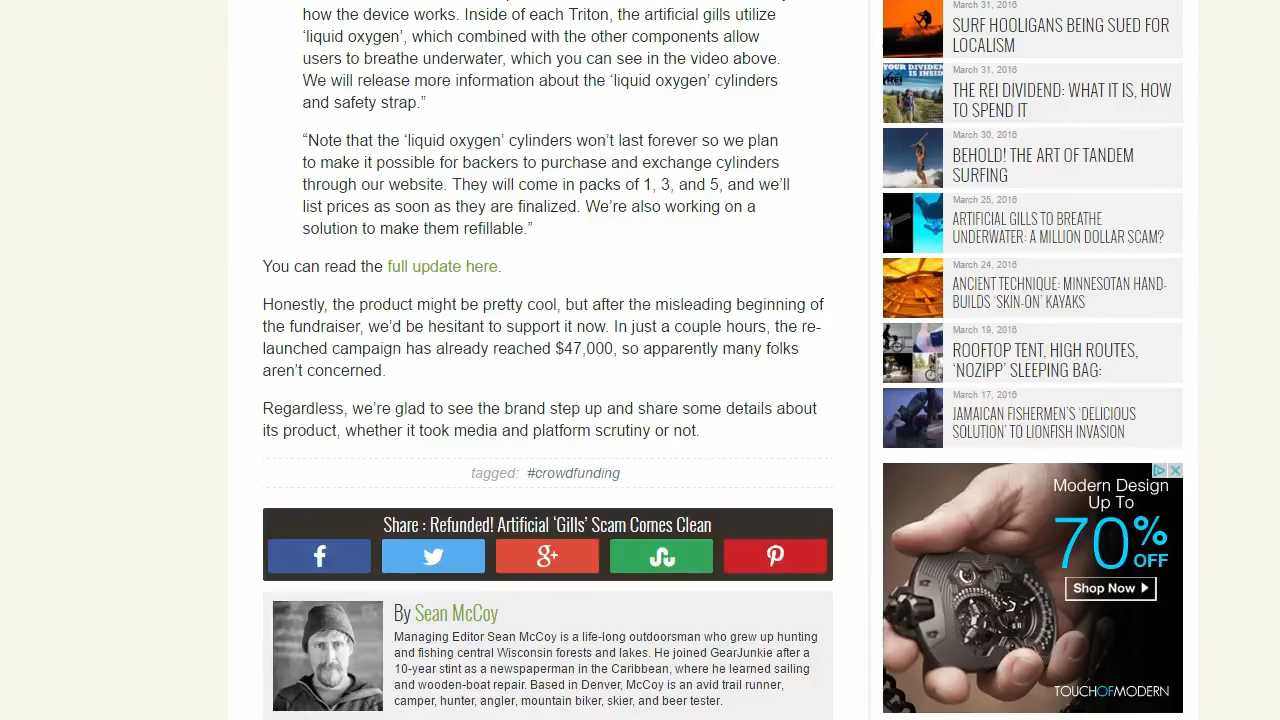 how the device works. Inside of each Triton, the artificial gills utilize
‘liquid oxygen’, which combined with the other components allow
users to breathe underwater, which you can see in the video above.
We will release more information about the ‘liquid oxygen’ cylinders
and safety strap.”
“Note that the ‘liquid oxygen’ cylinders won’t last forever so we plan
to make it possible for backers to purchase and exchange cylinders
through our website. They will come in packs of 1, 3, and 5, and we’ll
list prices as soon as they are finalized. We’re also working on a
solution to make them refillable.”
You can read the full update here.
Honestly, the product might be pretty cool, but after the misleading beginning of
the fundraiser, we’d be hesitant to support it now. In just a couple hours, the re-
launched campaign has already reached $47,000, so apparently many folks
aren’t concerned.
Regardless, we’re glad to see the brand step up and share some details about
its product, whether it took media and platform scrutiny or not.
tagged: #crowdfunding
Share : Refunded! Artificial ‘Gills’ Scam Comes Clean
By Sean McCoy
Managing Editor Sean McCoy is a life-long outdoorsman who grew up hunting
and fishing central Wisconsin forests and lakes. He joined GearJunkie after a
10-year stint as a newspaperman in the Caribbean, where he learned sailing
and wooden-boat repair. Based in Denver, McCoy is an avid trail runner,
camper, hunter, angler, mountain biker, skier, and beer tester.
March 31, 2016
SURF HOOLIGANS BEING SUED FOR
LOCALISM
YOUR DIVIDEND
IS INSIDE
REI
March 31, 2016
THE REI DIVIDEND: WHAT IT IS, HOW
TO SPEND IT
March 30, 2016
BEHOLD! THE ART OF TANDEM
SURFING
March 25, 2016
ARTIFICIAL GILLS TO BREATHE
UNDERWATER: A MILLION DOLLAR SCAM?
March 24, 2016
ANCIENT TECHNIQUE: MINNESOTAN HAND-
BUILDS ‘SKIN-ON’ KAYAKS
March 19, 2016
ROOFTOP TENT, HIGH ROUTES,
‘NOZIPP’ SLEEPING BAG:
March 17, 2016
JAMAICAN FISHERMEN’S ‘DELICIOUS
SOLUTION’ TO LIONFISH INVASION
Modern Design
Up To
70%
OFF
Shop Now
TOUCHOFMODERN